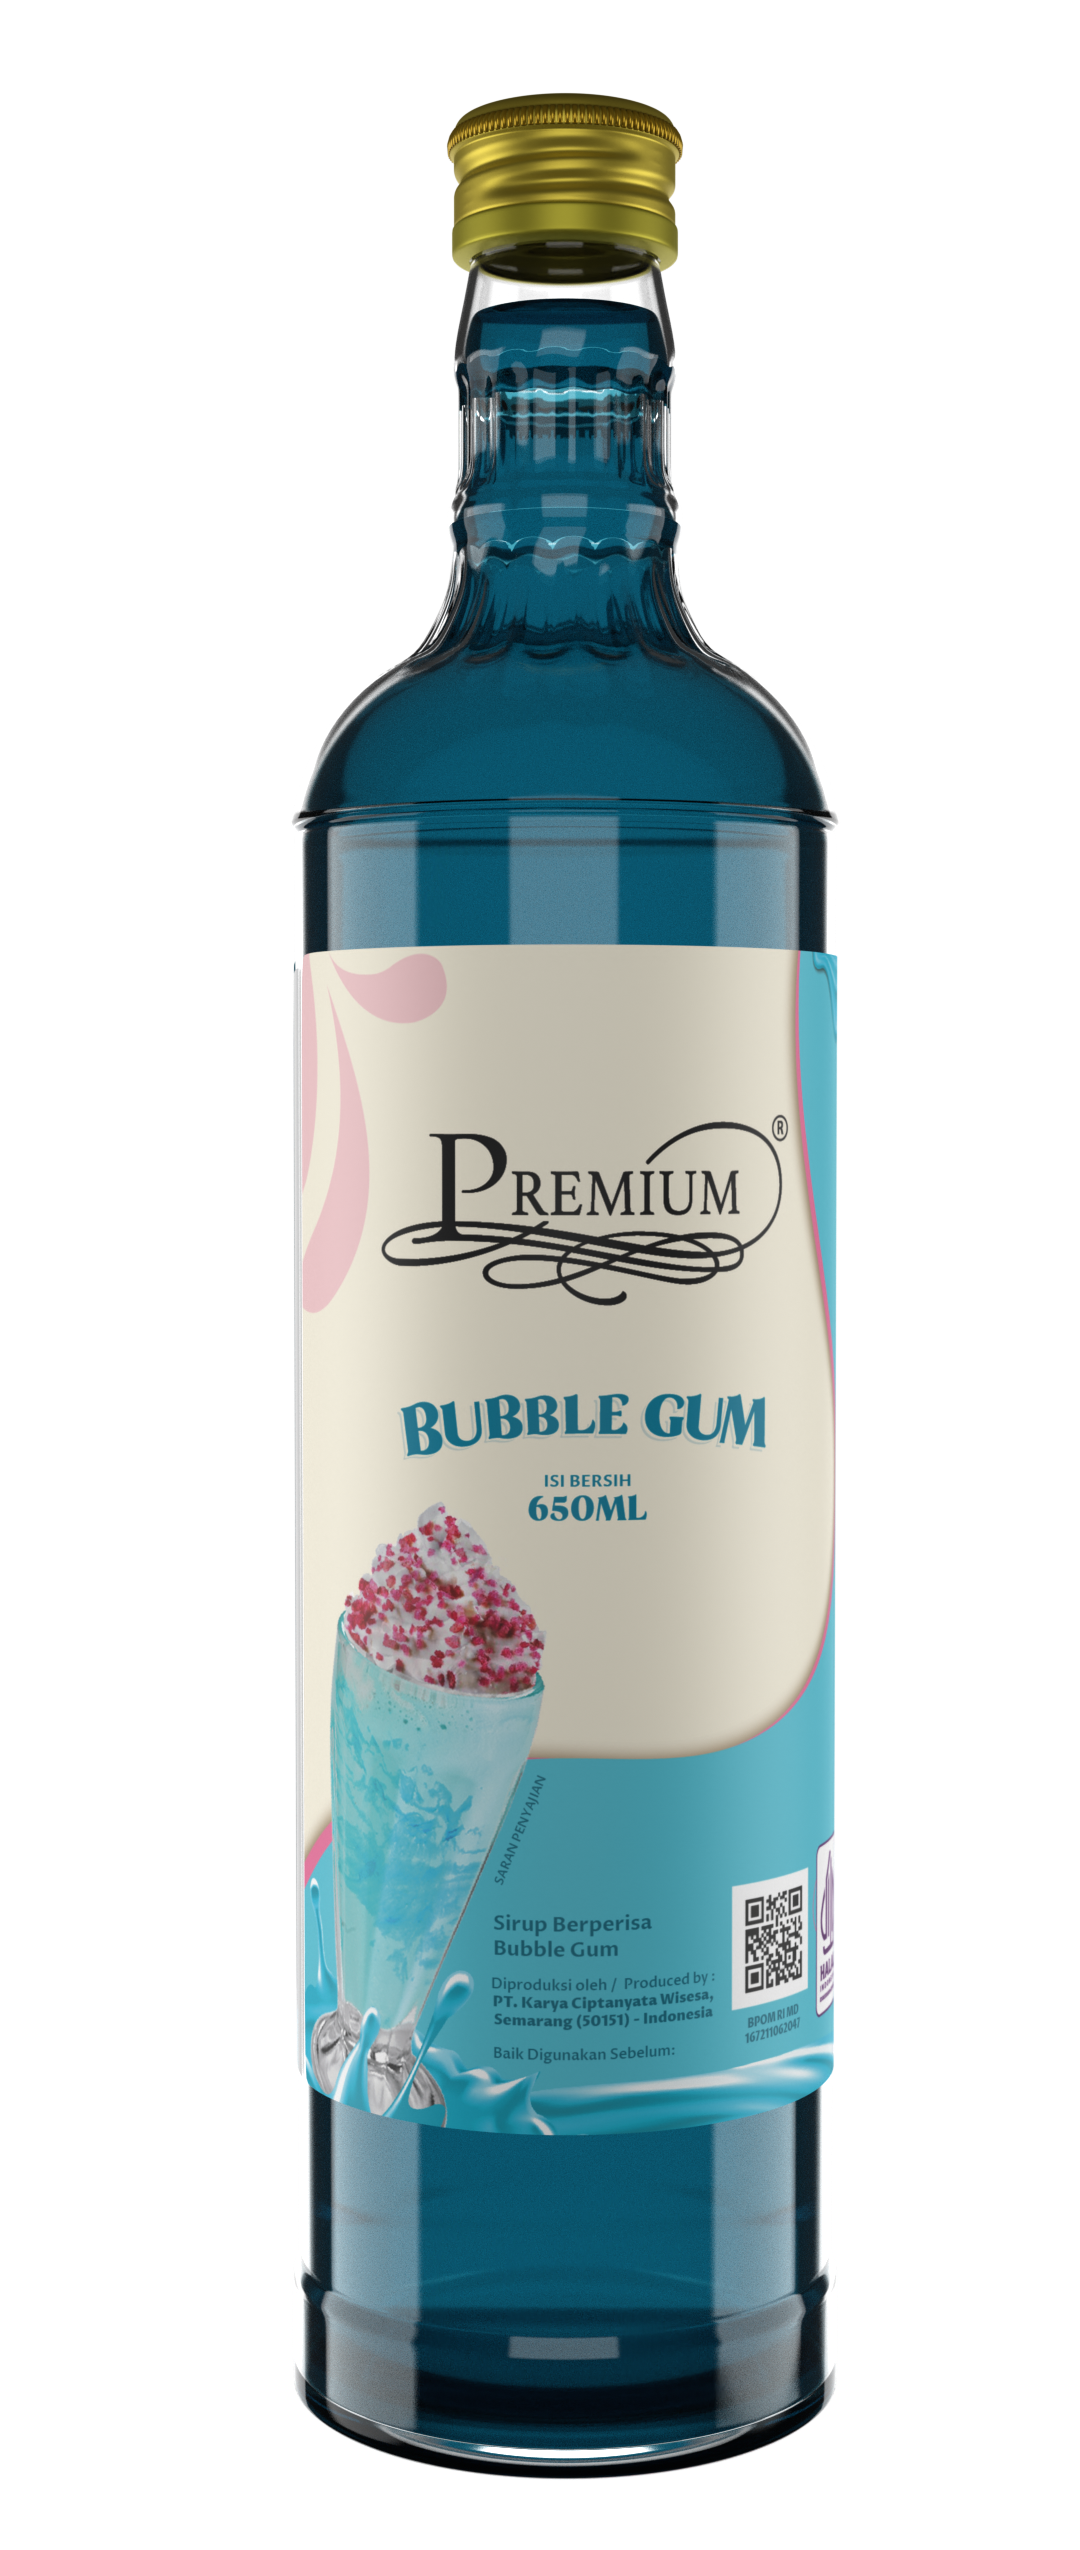 PREMIUM®
BUBBLE GUM
ISI BERSIH
650ML
SARAN PENYAJIAN
Sirup Berperisa
Bubble Gum
Diproduksi oleh / Produced by :
PT. Karya Ciptanyata Wisesa,
Semarang (50151) - Indonesia
Baik Digunakan Sebelum:
BPOM RI MD
167211062047